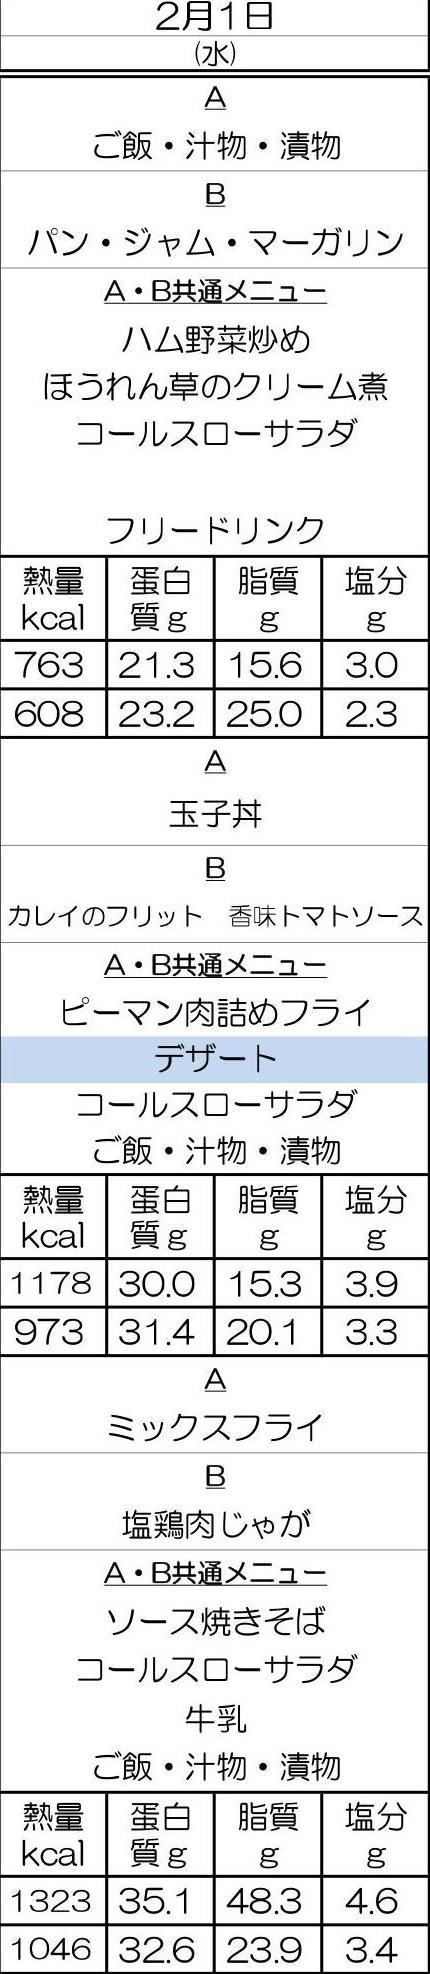 2月1日
(水)
A
ご飯・汁物・漬物
B
パン・ジャム・マーガリン
A・B共通メニュー
ハム野菜炒め
ほうれん草のクリーム煮
コールスローサラダ
フリードリンク
熱量 蛋白 脂質 塩分
kcal 質g g g
763 21.3 15.6 3.0
608 23.2 25.0 2.3
A
玉子丼
B
カレイのフリット 香味トマトソース
A・B共通メニュー
ピーマン肉詰めフライ
デザート
コールスローサラダ
ご飯・汁物・漬物
熱量 蛋白 脂質 塩分
kcal 質g g g
1178 30.0 15.3 3.9
973 31.4 20.1 3.3
A
ミックスフライ
B
塩鶏肉じゃが
A・B共通メニュー
ソース焼きそば
コールスローサラダ
牛乳
ご飯・汁物・漬物
熱量 蛋白 脂質 塩分
kcal 質g g g
1323 35.1 48.3 4.6
1046 32.6 23.9 3.4